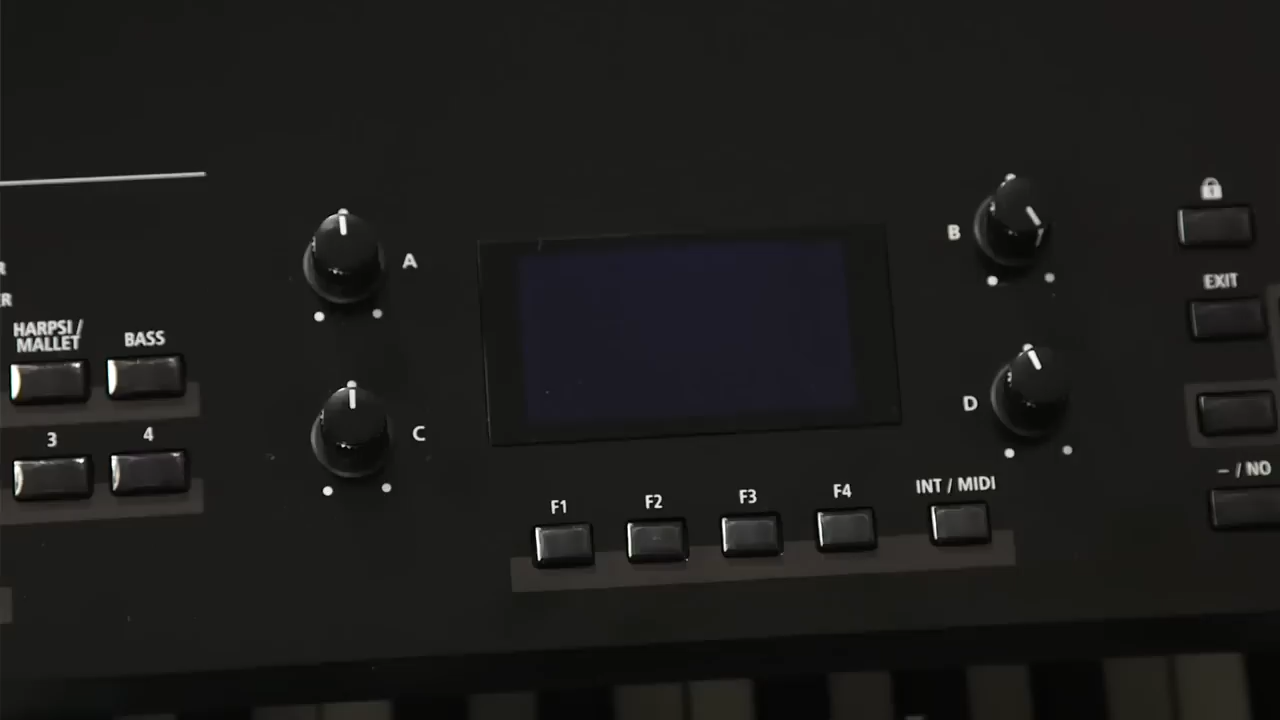 A
B
EXIT
HARPSI /
MALLET
BASS
C
D
3
4
F1
F2
F3
F4
INT / MIDI
– / NO